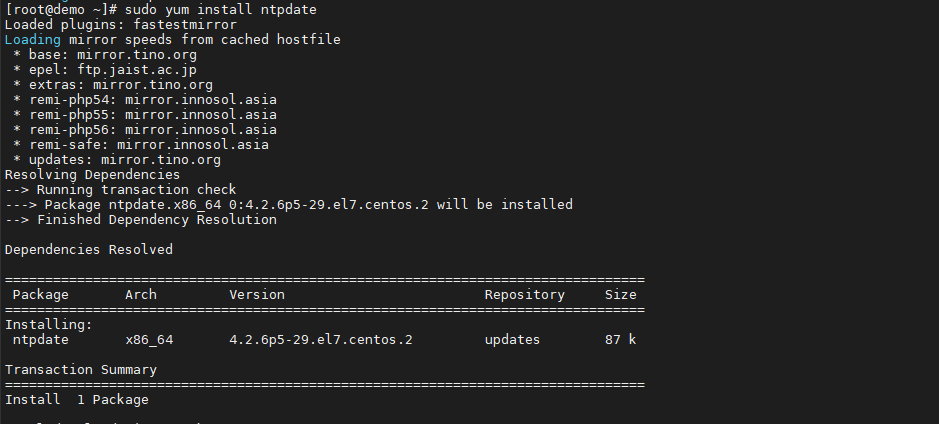 [root@demo ~]# sudo yum install ntpdate
Loaded plugins: fastestmirror
Loading mirror speeds from cached hostfile
 * base: mirror.tino.org
 * epel: ftp.jaist.ac.jp
 * extras: mirror.tino.org
 * remi-php54: mirror.innosol.asia
 * remi-php55: mirror.innosol.asia
 * remi-php56: mirror.innosol.asia
 * remi-safe: mirror.innosol.asia
 * updates: mirror.tino.org
Resolving Dependencies
--> Running transaction check
---> Package ntpdate.x86_64 0:4.2.6p5-29.el7.centos.2 will be installed
--> Finished Dependency Resolution

Dependencies Resolved

================================================================================
 Package       Arch         Version                         Repository     Size
================================================================================
Installing:
 ntpdate       x86_64       4.2.6p5-29.el7.centos.2         updates        87 k

Transaction Summary
================================================================================
Install  1 Package